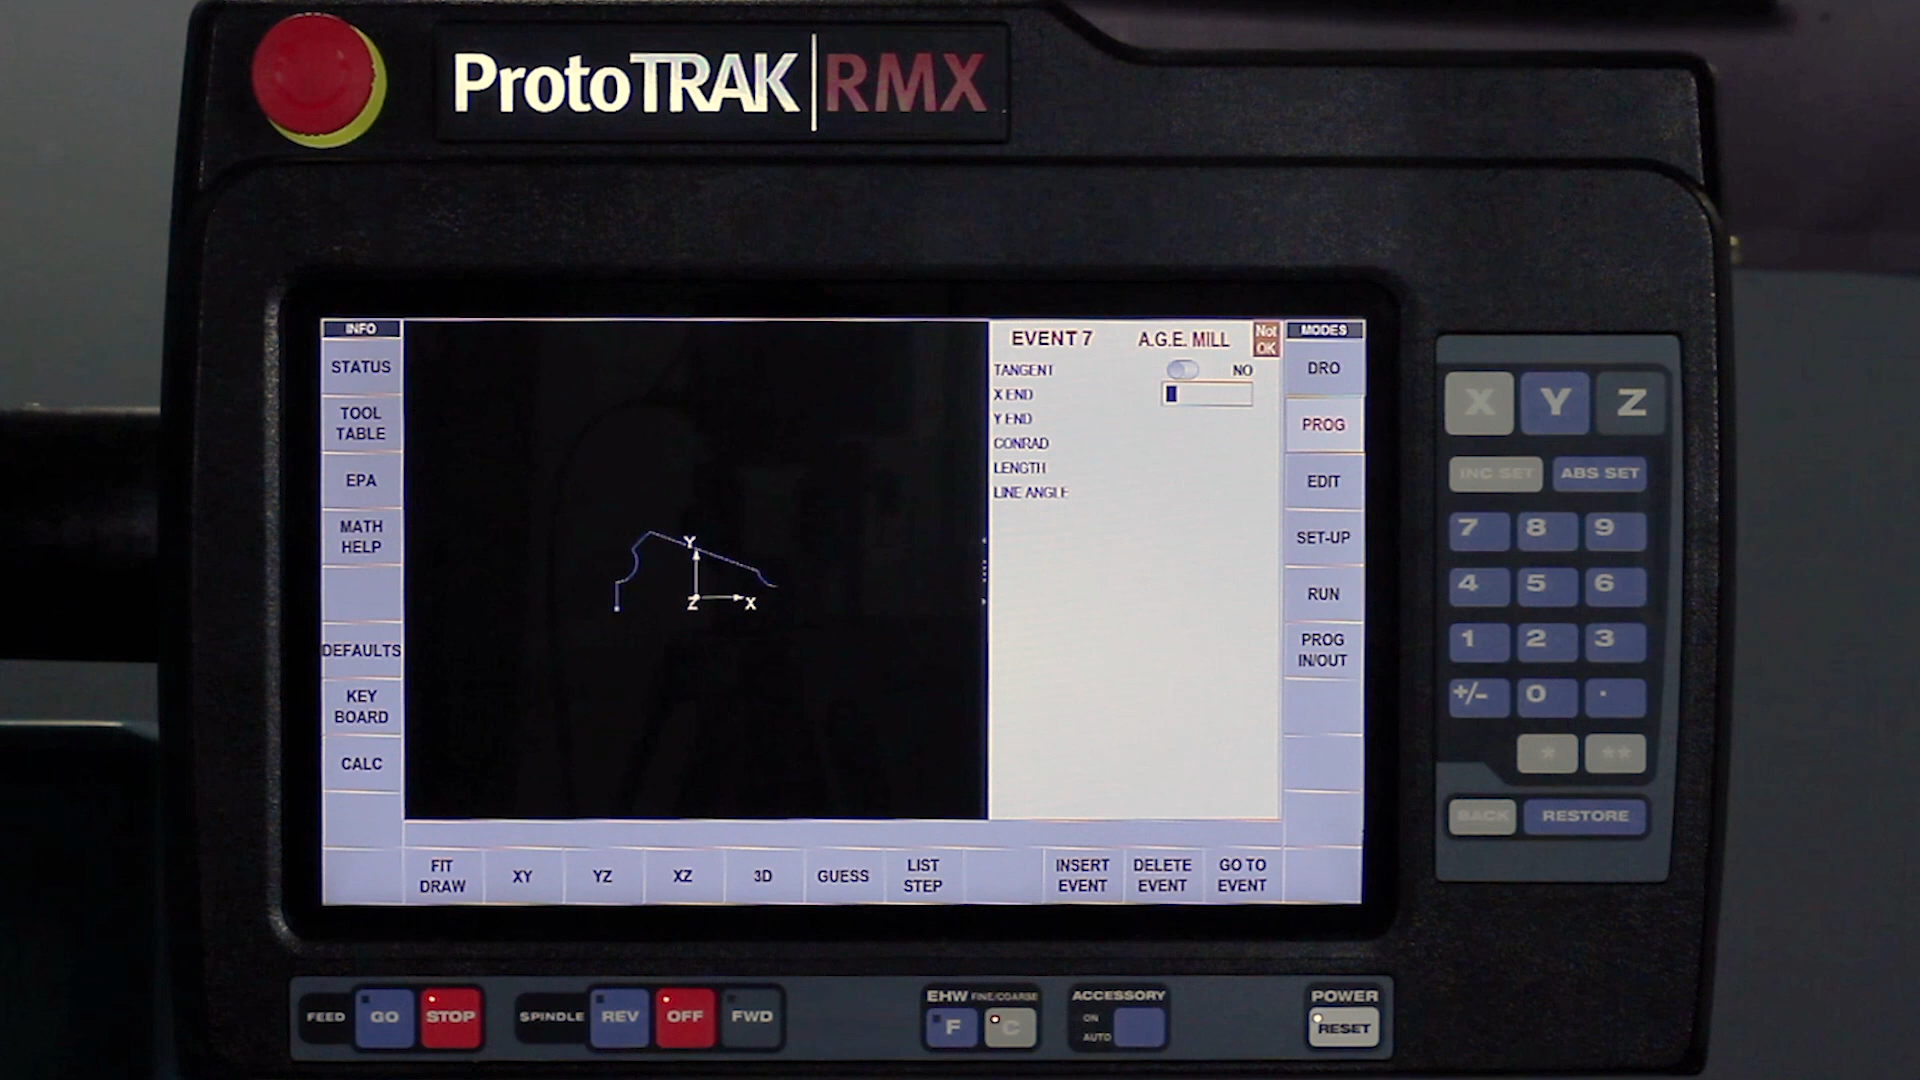 ProtoTRAK RMX
INFO
STATUS
TOOL
TABLE
EPA
MATH
HELP
DEFAULTS
KEY
BOARD
CALC
Y
Z
X
EVENT 7
A.G.E. MILL
Not
OK
TANGENT
NO
X END
Y END
CONRAD
LENGTH
LINE ANGLE
MODES
DRO
PROG
EDIT
SET-UP
RUN
PROG
IN/OUT
FIT
DRAW
XY
YZ
XZ
3D
GUESS
LIST
STEP
INSERT
EVENT
DELETE
EVENT
GO TO
EVENT
X Y Z
INC SET
ABS SET
7 8 9
4 5 6
1 2 3
+/- 0 .
* **
BACK
RESTORE
FEED
GO
STOP
SPINDLE
REV
OFF
FWD
EHW FINE/COARSE
F
C
ACCESSORY
ON
AUTO
POWER
RESET